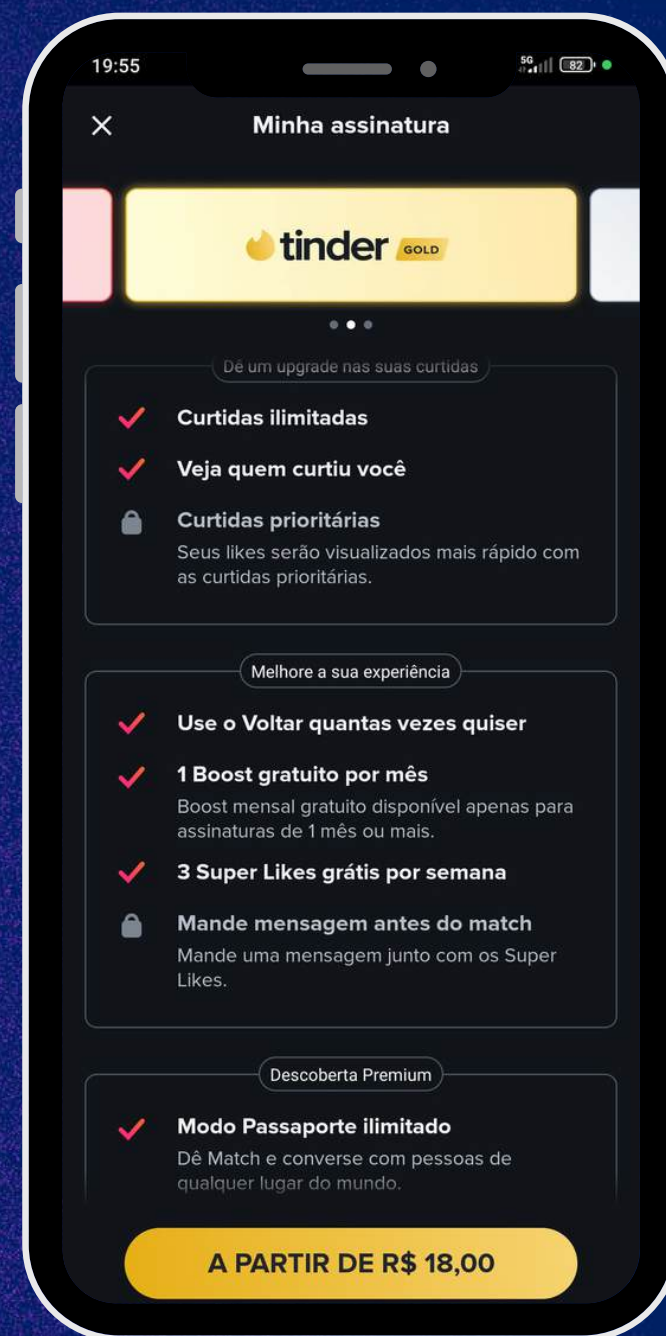 19:55
5G
82
Minha assinatura
tinder GOLD
Dê um upgrade nas suas curtidas
Curtidas ilimitadas
Veja quem curtiu você
Curtidas prioritárias
Seus likes serão visualizados mais rápido com
as curtidas prioritárias.
Melhore a sua experiência
Use o Voltar quantas vezes quiser
1 Boost gratuito por mês
Boost mensal gratuito disponível apenas para
assinaturas de 1 mês ou mais.
3 Super Likes grátis por semana
Mande mensagem antes do match
Mande uma mensagem junto com os Super
Likes.
Descoberta Premium
Modo Passaporte ilimitado
Dê Match e converse com pessoas de
qualquer lugar do mundo.
A PARTIR DE R$ 18,00